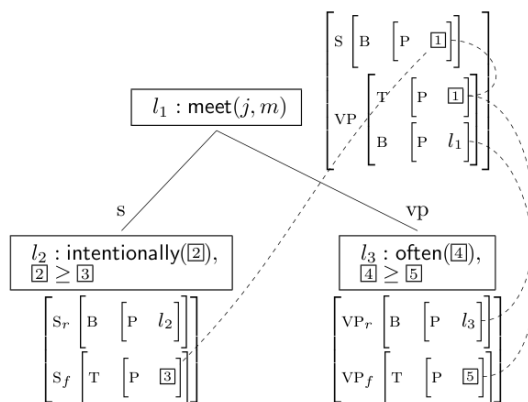 S B P 1
l1 : meet(j, m)
VP T P 1
B P l1
s vp
l2 : intentionally(2), l3 : often(4),
2 ≥ 3 4 ≥ 5
Sr B P l2 VPr B P l3
Sf T P 3 VPf T P 5